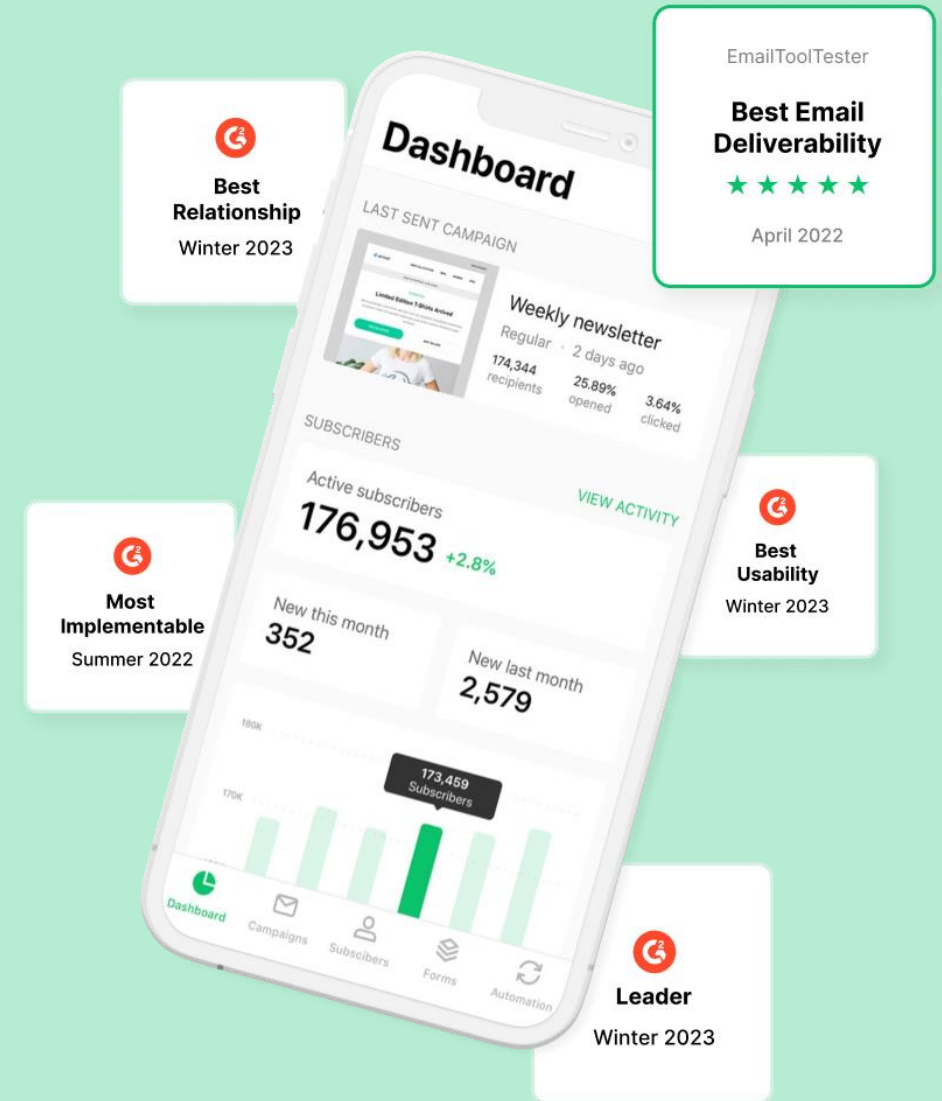 EmailToolTester
Best Email
Deliverability
April 2022
Best
Relationship
Winter 2023
Dashboard
LAST SENT CAMPAIGN
Limited Edition T-Shirts Arrived
Weekly newsletter
Regular · 2 days ago
174,344
recipients
25.89%
opened
3.64%
clicked
SUBSCRIBERS
VIEW ACTIVITY
Active subscribers
176,953 +2.8%
New this month
352
New last month
2,579
Best
Usability
Winter 2023
Most
Implementable
Summer 2022
180K
173,459
Subscribers
170K
Dashboard
Campaigns
Subscibers
Forms
Automation
Leader
Winter 2023